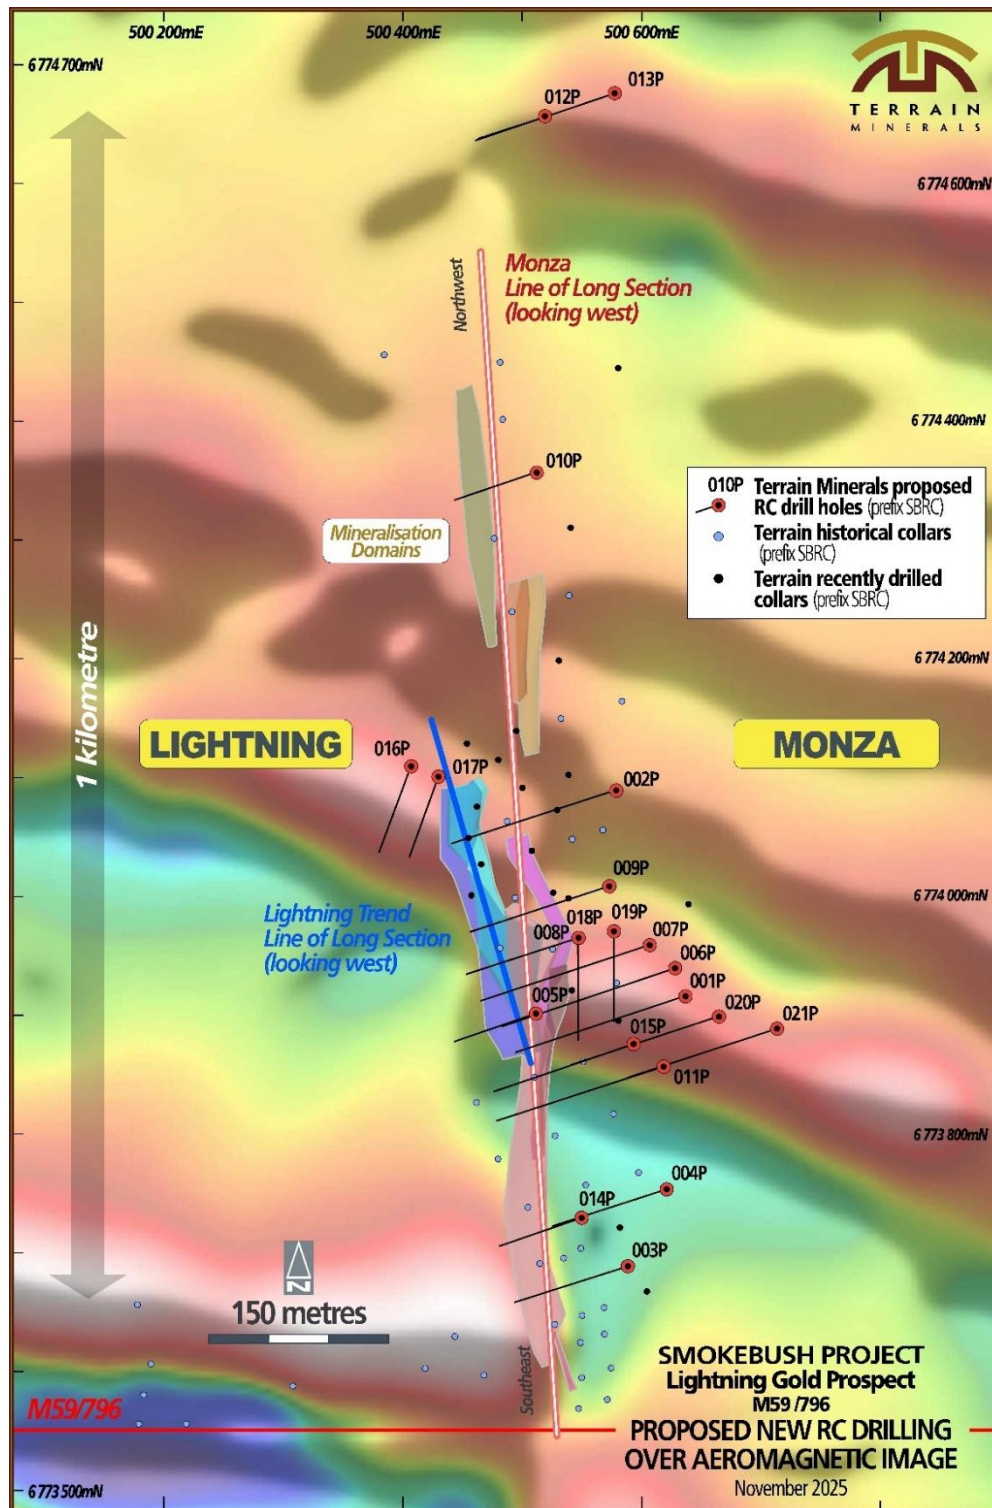 500 200mE
500 400mE
500 600mE
6 774 700mN
TERRAIN
MINERALS
013P
012P
6 774 600mN
Monza
Line of Long Section
(looking west)
Northwest
6 774 400mN
010P
010P Terrain Minerals proposed
RC drill holes (prefix SBRC)
Terrain historical collars
(prefix SBRC)
Terrain recently drilled
collars (prefix SBRC)
Mineralisation
Domains
1 kilometre
6 774 200mN
LIGHTNING
MONZA
016P
017P
002P
009P
6 774 000mN
Lightning Trend
Line of Long Section
(looking west)
018P
019P
008P
007P
006P
001P
005P
020P
021P
015P
011P
6 773 800mN
004P
014P
003P
N
150 metres
Southeast
SMOKEBUSH PROJECT
Lightning Gold Prospect
M59 /796
M59/796
PROPOSED NEW RC DRILLING
OVER AEROMAGNETIC IMAGE
November 2025
6 773 500mN